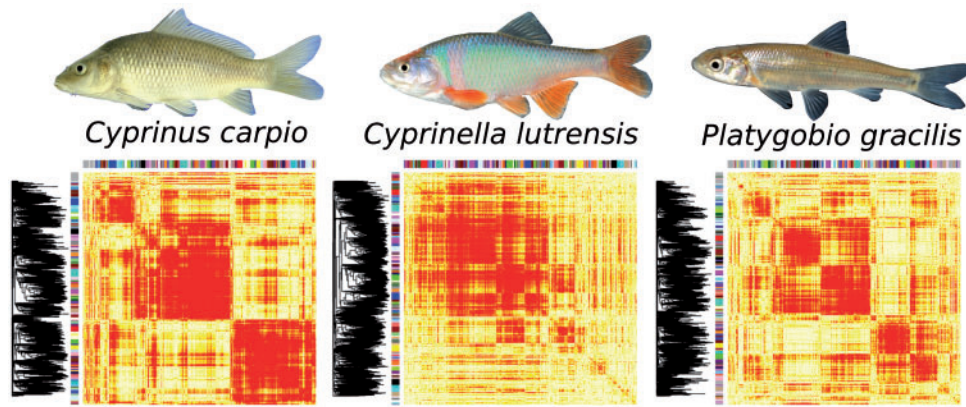 Cyprinus carpio
Cyprinella lutrensis
Platygobio gracilis